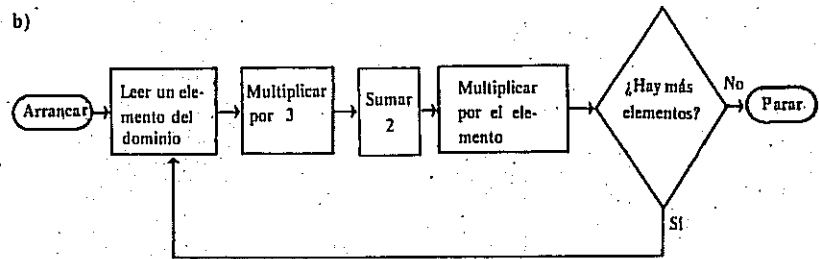 b)
Arrancar
Leer un ele-
mento del
dominio
Multiplicar
por 3
Sumar
2
Multiplicar
por el ele-
mento
¿Hay más
elementos?
No
Parar
Sí